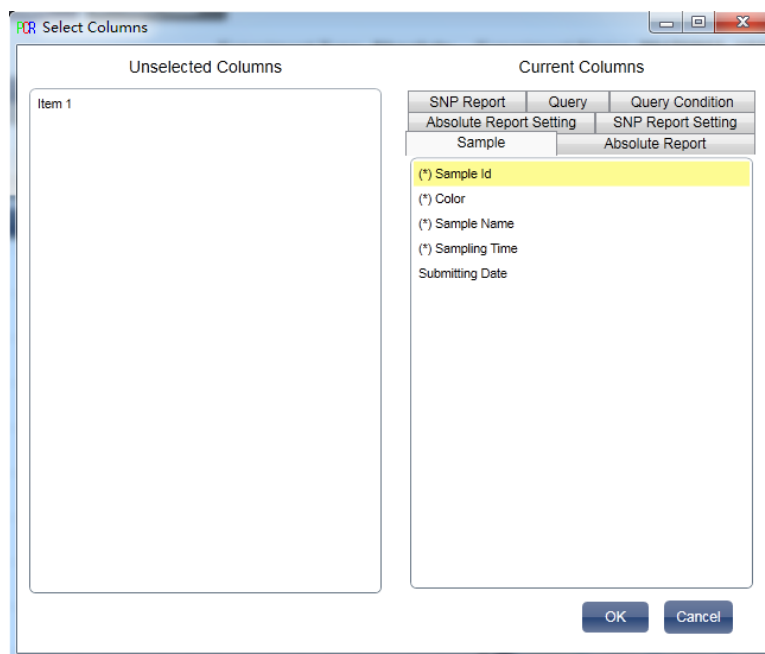 PCR Select Columns
Unselected Columns
Current Columns
Item 1
SNP Report
Query
Query Condition
Absolute Report Setting
SNP Report Setting
Sample
Absolute Report
(*) Sample Id
(*) Color
(*) Sample Name
(*) Sampling Time
Submitting Date
OK
Cancel